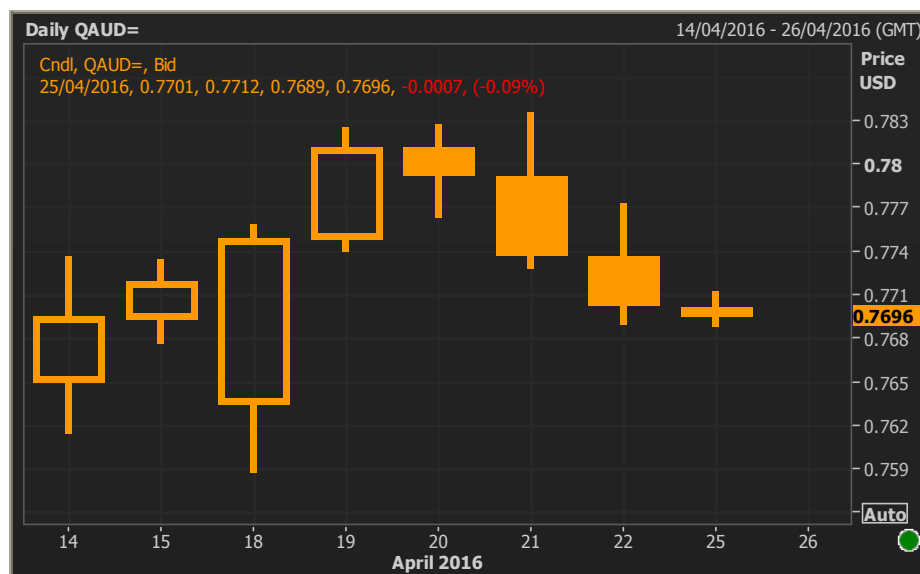 Daily QAUD= 14/04/2016 - 26/04/2016 (GMT)
Cndl, QAUD=, Bid
25/04/2016, 0.7701, 0.7712, 0.7689, 0.7696, -0.0007, (-0.09%)
Price
USD
0.783
0.78
0.777
0.774
0.771
0.7696
0.768
0.765
0.762
0.759
Auto
14 15 18 19 20 21 22 25 26
April 2016